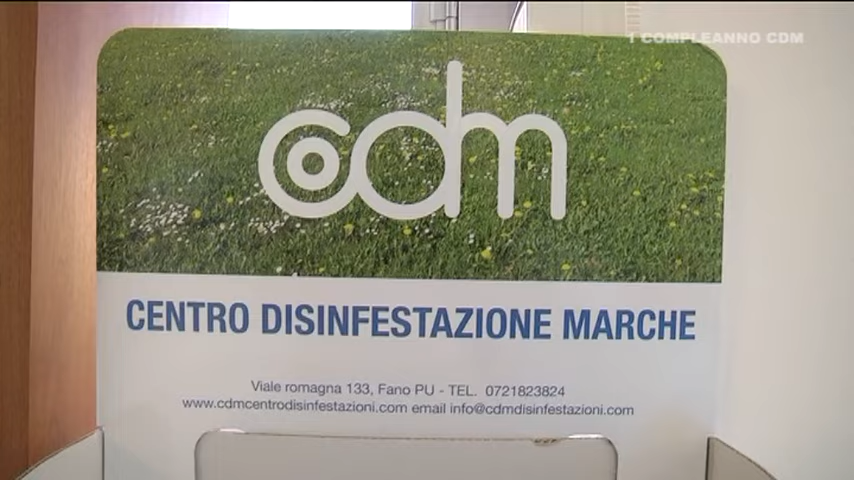 1 COMPLEANNO CDM
cdm
CENTRO DISINFESTAZIONE MARCHE
Viale romagna 133, Fano PU - TEL. 0721823824
www.cdmcentrodisinfestazioni.com email info@cdmdisinfestazioni.com